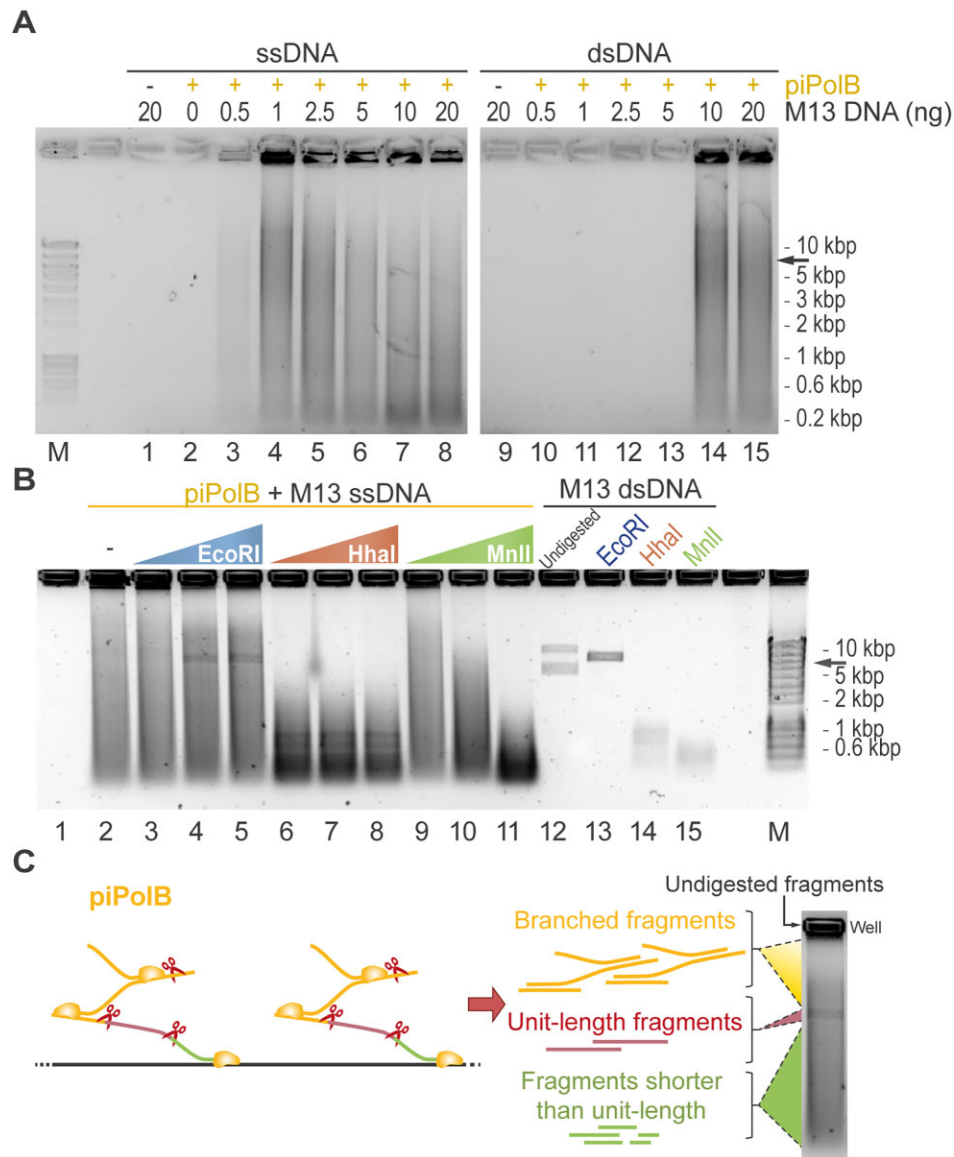 A
ssDNA dsDNA
- + + + + + + + - + + + + + + piPolB
20 0 0.5 1 2.5 5 10 20 20 0.5 1 2.5 5 10 20 M13 DNA (ng)
- 10 kbp
- 5 kbp
- 3 kbp
- 2 kbp
- 1 kbp
- 0.6 kbp
- 0.2 kbp
M 1 2 3 4 5 6 7 8 9 10 11 12 13 14 15
B
piPolB + M13 ssDNA M13 dsDNA
- EcoRI HhaI MnlI Undigested EcoRI HhaI MnlI
- 10 kbp
- 5 kbp
- 2 kbp
- 1 kbp
- 0.6 kbp
1 2 3 4 5 6 7 8 9 10 11 12 13 14 15 M
C
piPolB
Undigested fragments
Well
Branched fragments
Unit-length fragments
Fragments shorter
than unit-length